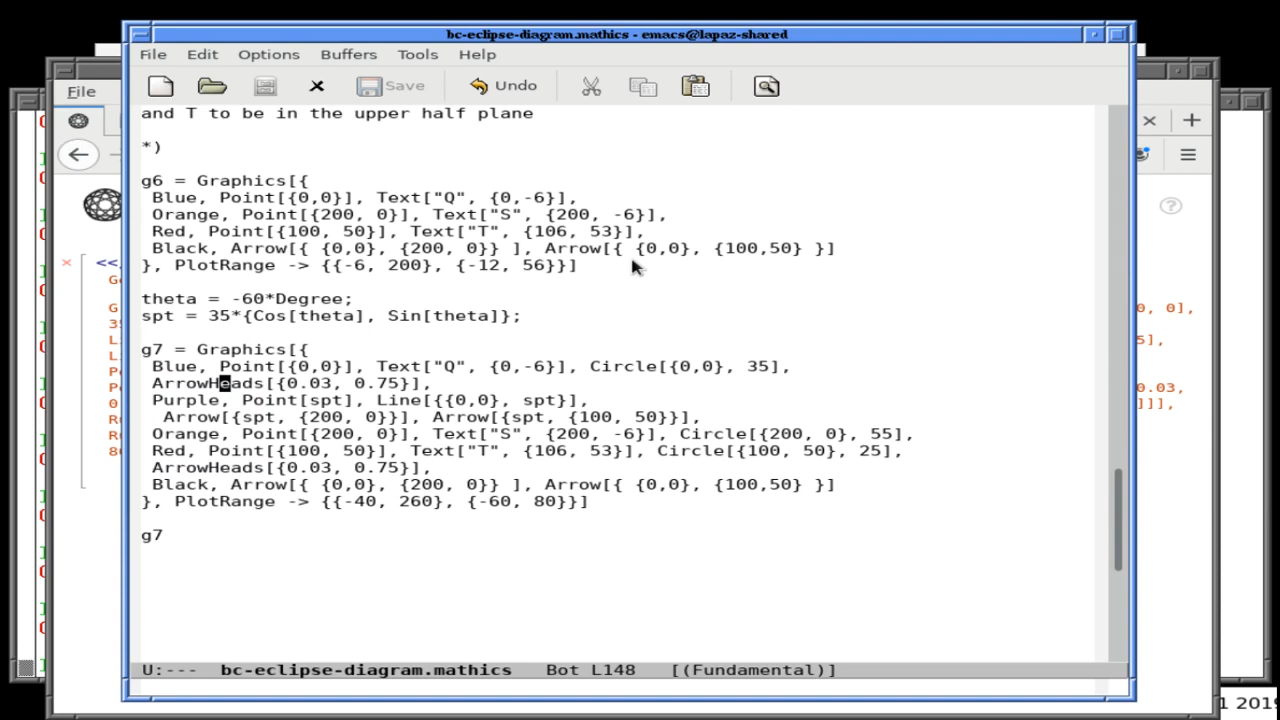 bc-eclipse-diagram.mathics - emacs@lapaz-shared
File Edit Options Buffers Tools Help
Save Undo
File
and T to be in the upper half plane
*)
g6 = Graphics[{
Blue, Point[{0,0}], Text["Q", {0,-6}],
Orange, Point[{200, 0}], Text["S", {200, -6}],
Red, Point[{100, 50}], Text["T", {106, 53}],
Black, Arrow[{ {0,0}, {200, 0}} ], Arrow[{ {0,0}, {100,50} }]
}, PlotRange -> {{-6, 200}, {-12, 56}}]
theta = -60*Degree;
spt = 35*{Cos[theta], Sin[theta]};
g7 = Graphics[{
Blue, Point[{0,0}], Text["Q", {0,-6}], Circle[{0,0}, 35],
ArrowHeads[{0.03, 0.75}],
Purple, Point[spt], Line[{{0,0}, spt}],
Arrow[{spt, {200, 0}}], Arrow[{spt, {100, 50}}],
Orange, Point[{200, 0}], Text["S", {200, -6}], Circle[{200, 0}, 55],
Red, Point[{100, 50}], Text["T", {106, 53}], Circle[{100, 50}, 25],
ArrowHeads[{0.03, 0.75}],
Black, Arrow[{ {0,0}, {200, 0}} ], Arrow[{ {0,0}, {100,50} }]
}, PlotRange -> {{-40, 260}, {-60, 80}}]
g7
U:--- bc-eclipse-diagram.mathics Bot L148 [(Fundamental)]